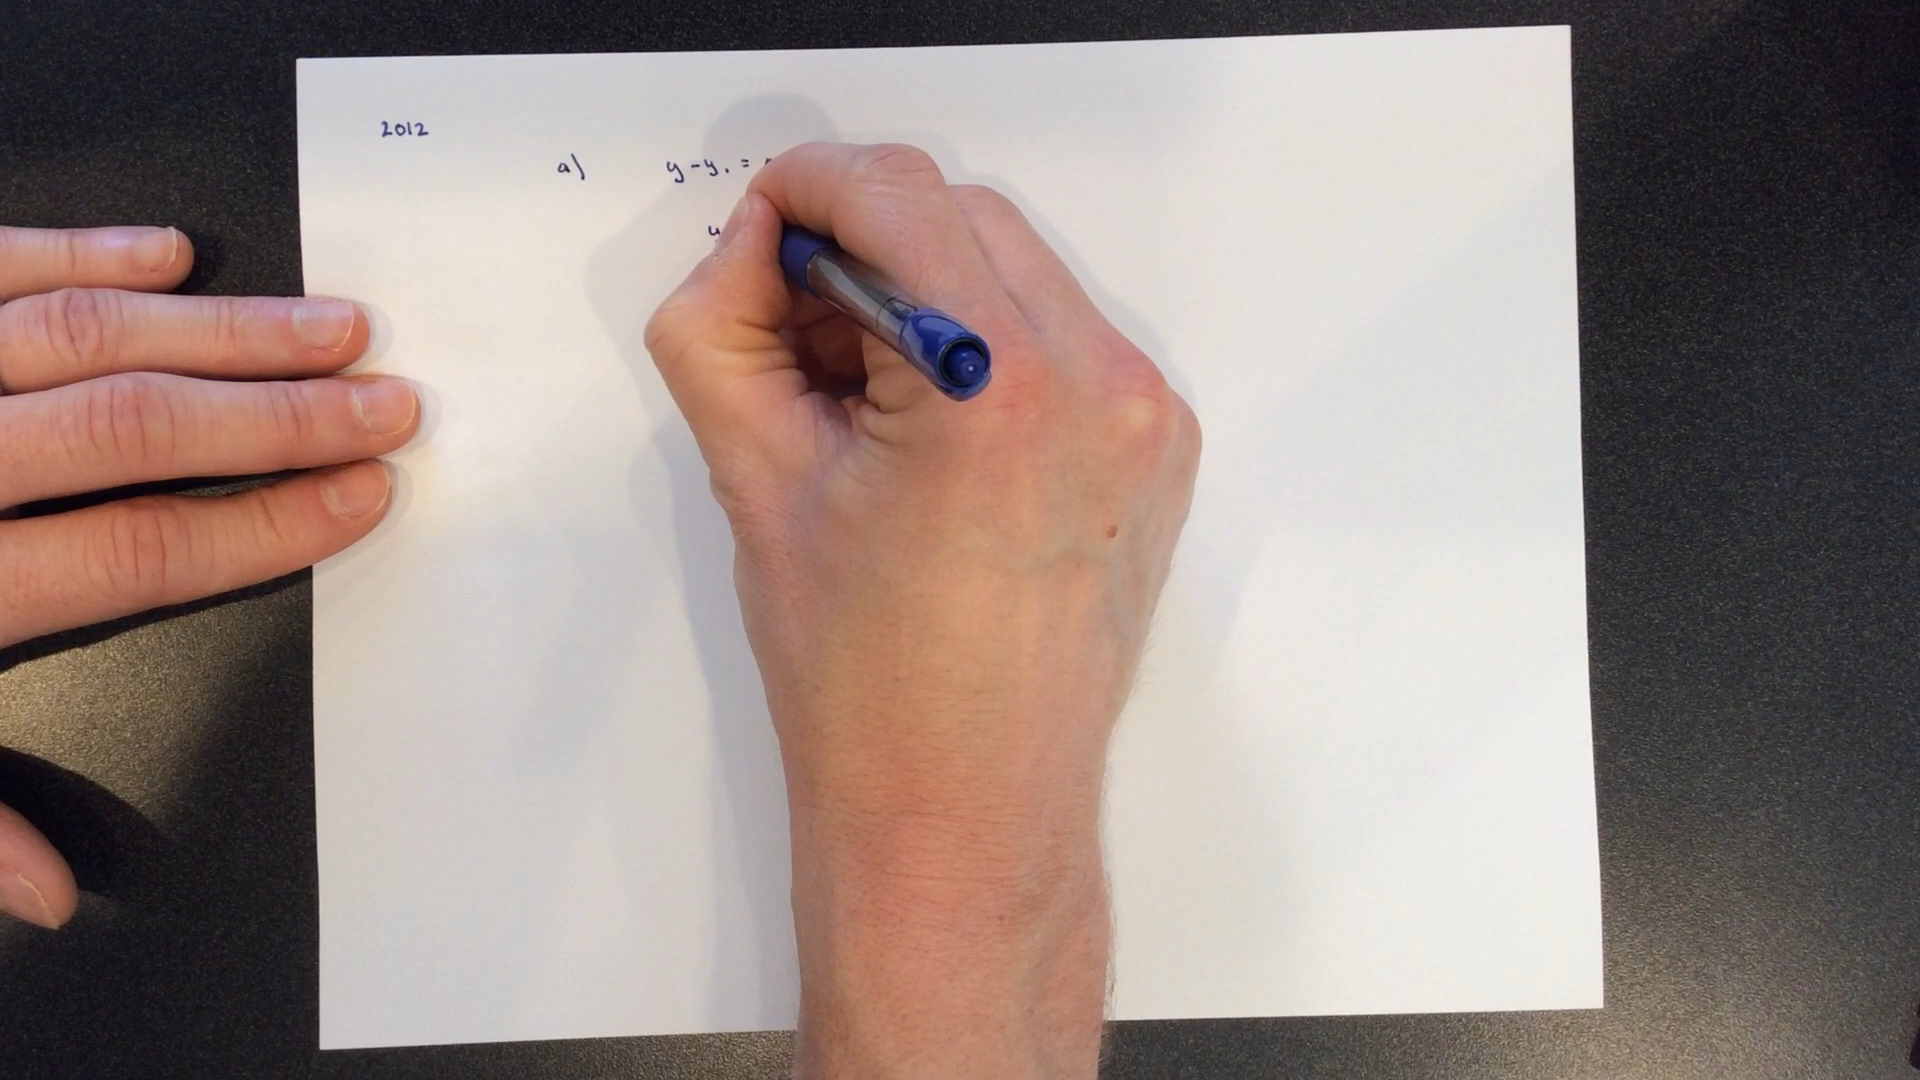 2012
a) y-y₁ =
y